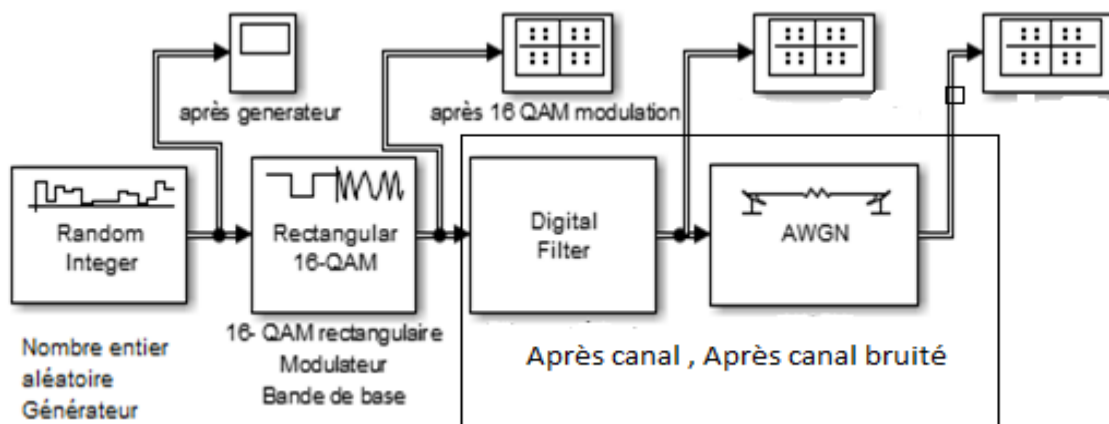 après generateur
après 16 QAM modulation
Random
Integer
Rectangular
16-QAM
Digital
Filter
AWGN
Nombre entier
aléatoire
Générateur
16- QAM rectangulaire
Modulateur
Bande de base
Après canal , Après canal bruité